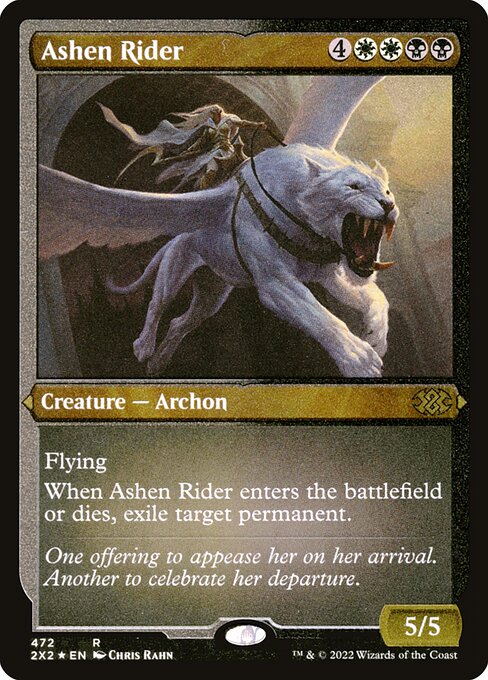 Ashen Rider 4
Creature — Archon
Flying
When Ashen Rider enters the battlefield
or dies, exile target permanent.
One offering to appease her on her arrival.
Another to celebrate her departure.
5/5
472 R
2X2 ★ EN Chris Rahn
™ & © 2022 Wizards of the Coast